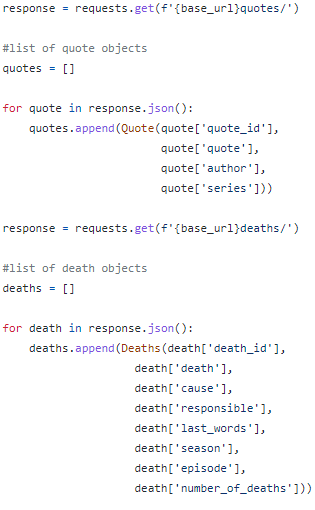 response = requests.get(f'{base_url}quotes/')
#list of quote objects
quotes = []
for quote in response.json():
    quotes.append(Quote(quote['quote_id'],
                        quote['quote'],
                        quote['author'],
                        quote['series']))
response = requests.get(f'{base_url}deaths/')
#list of death objects
deaths = []
for death in response.json():
    deaths.append(Deaths(death['death_id'],
                    death['death'],
                    death['cause'],
                    death['responsible'],
                    death['last_words'],
                    death['season'],
                    death['episode'],
                    death['number_of_deaths']))